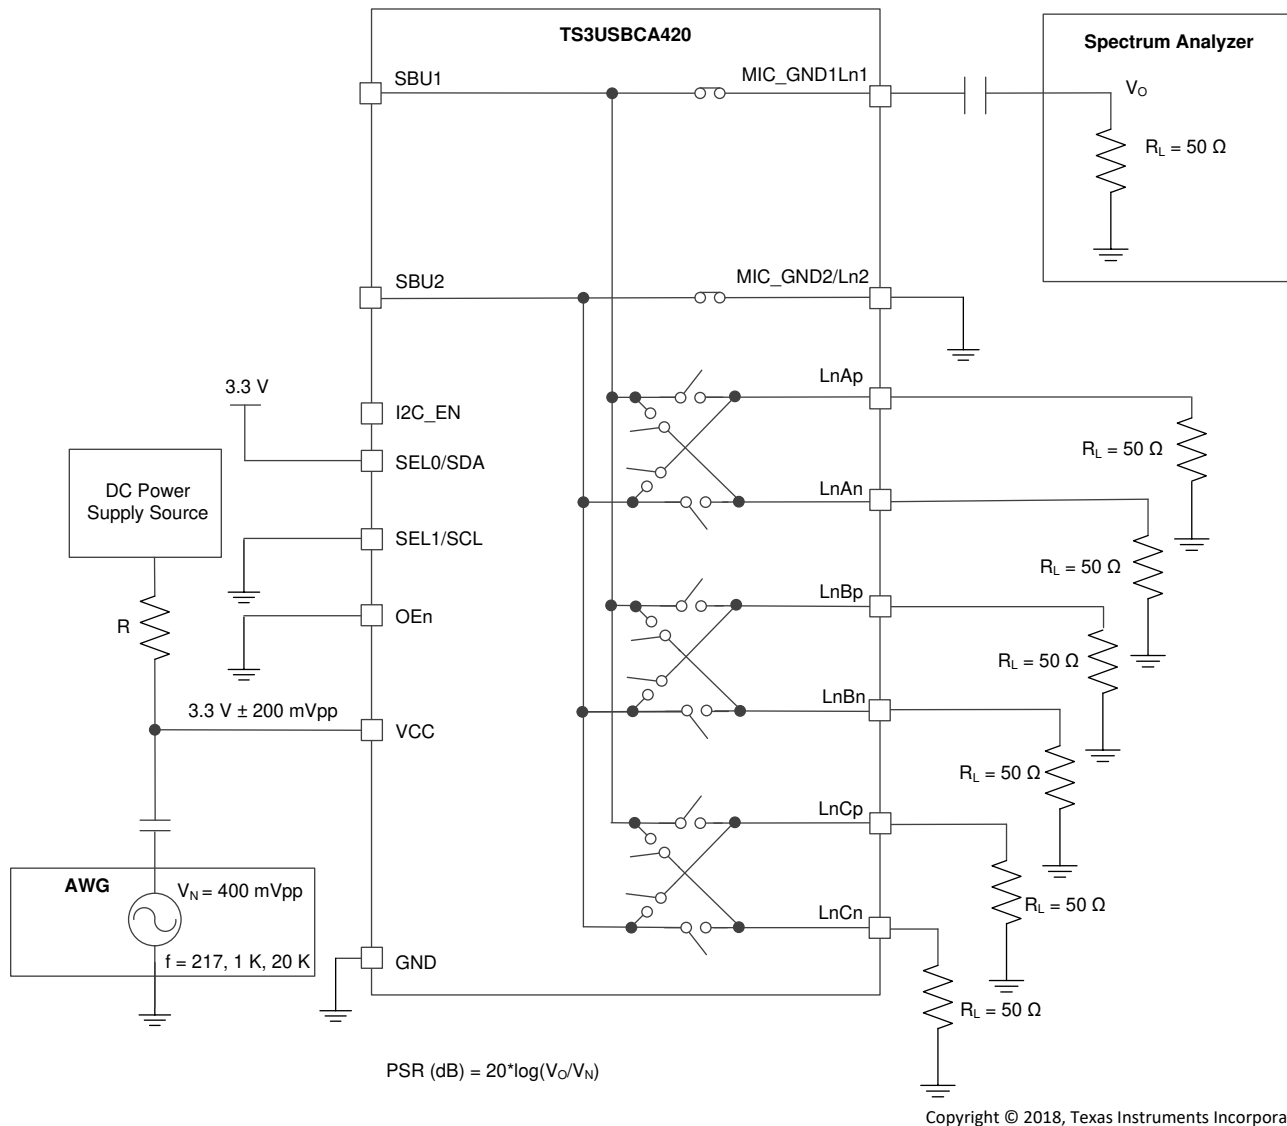 TS3USBCA420
Spectrum Analyzer
SBU1
MIC_GND1Ln1
VO
RL = 50 Ω
SBU2
MIC_GND2/Ln2
3.3 V
LnAp
I2C_EN
RL = 50 Ω
SEL0/SDA
DC Power
Supply Source
LnAn
SEL1/SCL
RL = 50 Ω
LnBp
R
OEn
RL = 50 Ω
3.3 V ± 200 mVpp
VCC
LnBn
RL = 50 Ω
LnCp
AWG
VN = 400 mVpp
RL = 50 Ω
LnCn
f = 217, 1 K, 20 K
GND
RL = 50 Ω
PSR (dB) = 20*log(VO/VN)
Copyright © 2018, Texas Instruments Incorpora